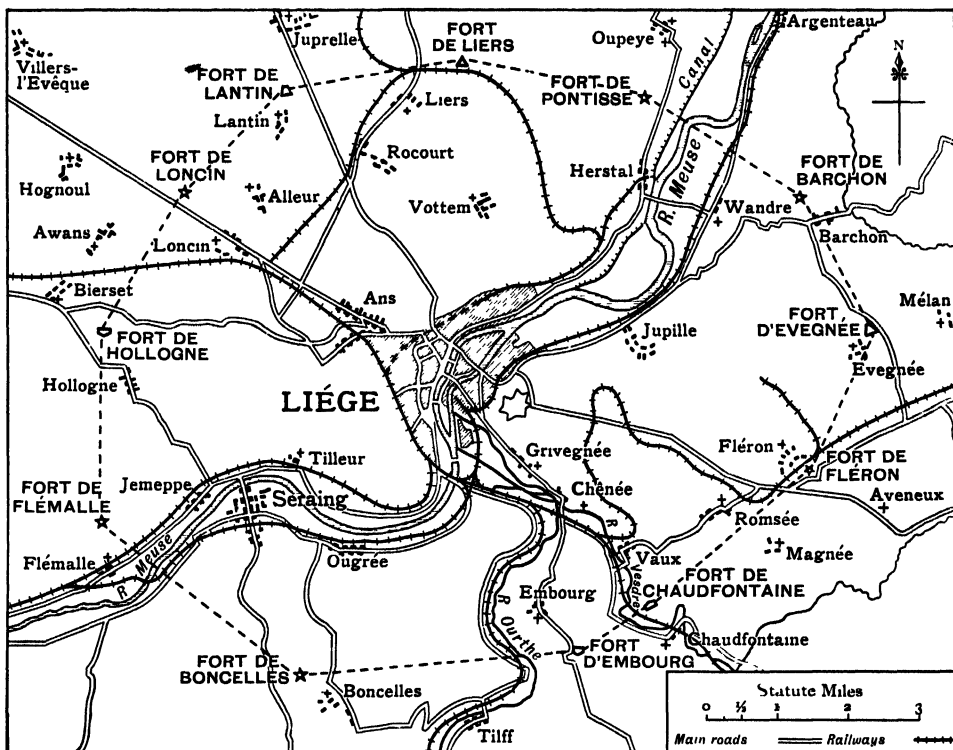 Juprelle
FORT
DE LIERS
Oupeye
Argenteau
Villers-
l'Evêque
FORT DE
LANTIN
Canal
N
FORT-DE
PONTISSE
Lantin
Liers
FORT DE
LONCIN
Rocourt
Herstal
R. Meuse
FORT DE
BARCHON
Hognoul
Alleur
Vottem
Wandre
Awans
Loncin
Barchon
Bierset
Ans
Mélan
FORT DE
HOLLOGNE
Jupille
FORT
D'EVEGNÉE
Hollogne
Evegnée
LIÉGE
Tilleur
Grivegnée
Fléron
FORT DE
FLÉRON
Jemeppe
FORT DE
FLÉMALLE
Seraing
Chênée
Aveneux
R
Romsée
R Meuse
Flémalle
Ougrée
Vaux
Magnée
Vesdre
FORT DE
CHAUDFONTAINE
Embourg
R Ourthe
Chaudfontaine
FORT DE
BONCELLES
FORT
D'EMBOURG
Boncelles
Tilff
Statute Miles
0 ½ 1 2 3
Main roads Railways